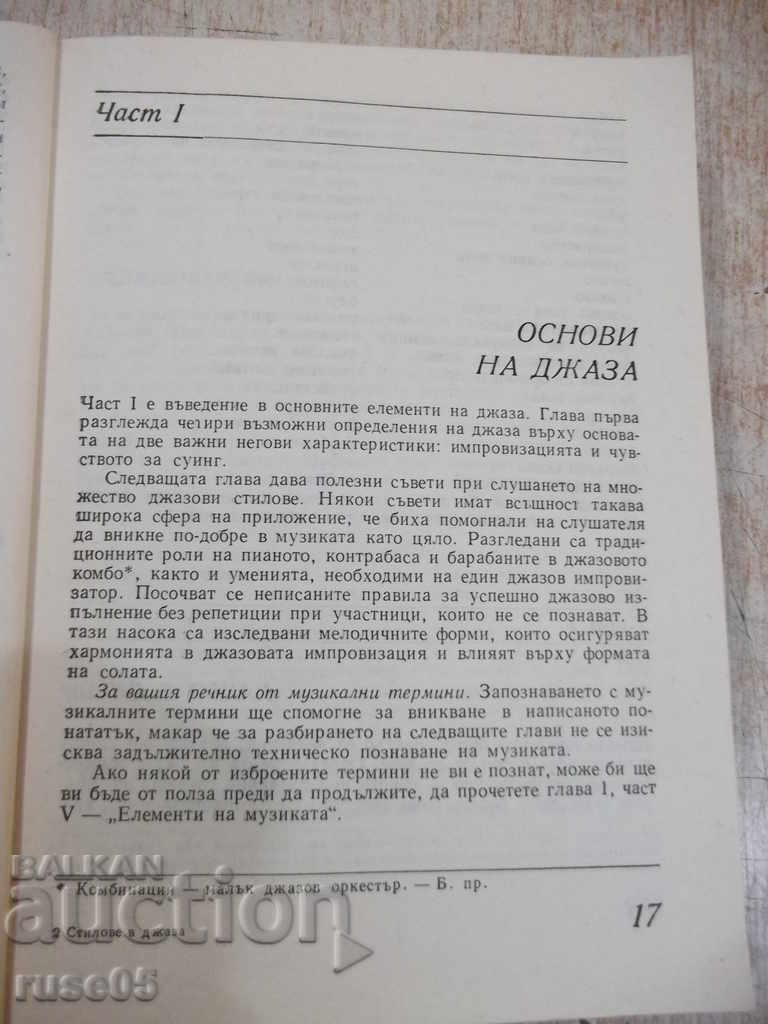 Част I
ОСНОВИ
НА ДЖАЗА
Част I е въведение в основните елементи на джаза. Глава първа
разглежда четири възможни определения на джаза върху основа-
та на две важни негови характеристики: импровизацията и чув-
ството за суинг.
Следващата глава дава полезни съвети при слушането на мно-
жество джазови стилове. Някои съвети имат всъщност такава
широка сфера на приложение, че биха помогнали на слушателя
да вникне по-добре в музиката като цяло. Разгледани са тради-
ционните роли на пианото, контрабаса и барабаните в джазовото
комбо*, както и уменията, необходими на един джазов импрови-
затор. Посочват се неписаните правила за успешно джазово из-
пълнение без репетиции при участници, които не се познават. В
тази насока са изследвани мелодичните форми, които осигуряват
хармонията в джазовата импровизация и влияят върху формата
на солата.
За вашия речник от музикални термини. Запознаването с му-
зикалните термини ще спомогне за вникване в написаното по-
нататък, макар че за разбирането на следващите глави не се изи-
сква задължително техническо познаване на музиката.
Ако някой от изброените термини не ви е познат, може би ще
ви бъде от полза преди да продължите, да прочетете глава 1, част
V — „Елементи на музиката“.
* Комбинация — малък джазов оркестър. — Б. пр.
17
2 Стилове в джаза
BALKAN
auction
ruse05